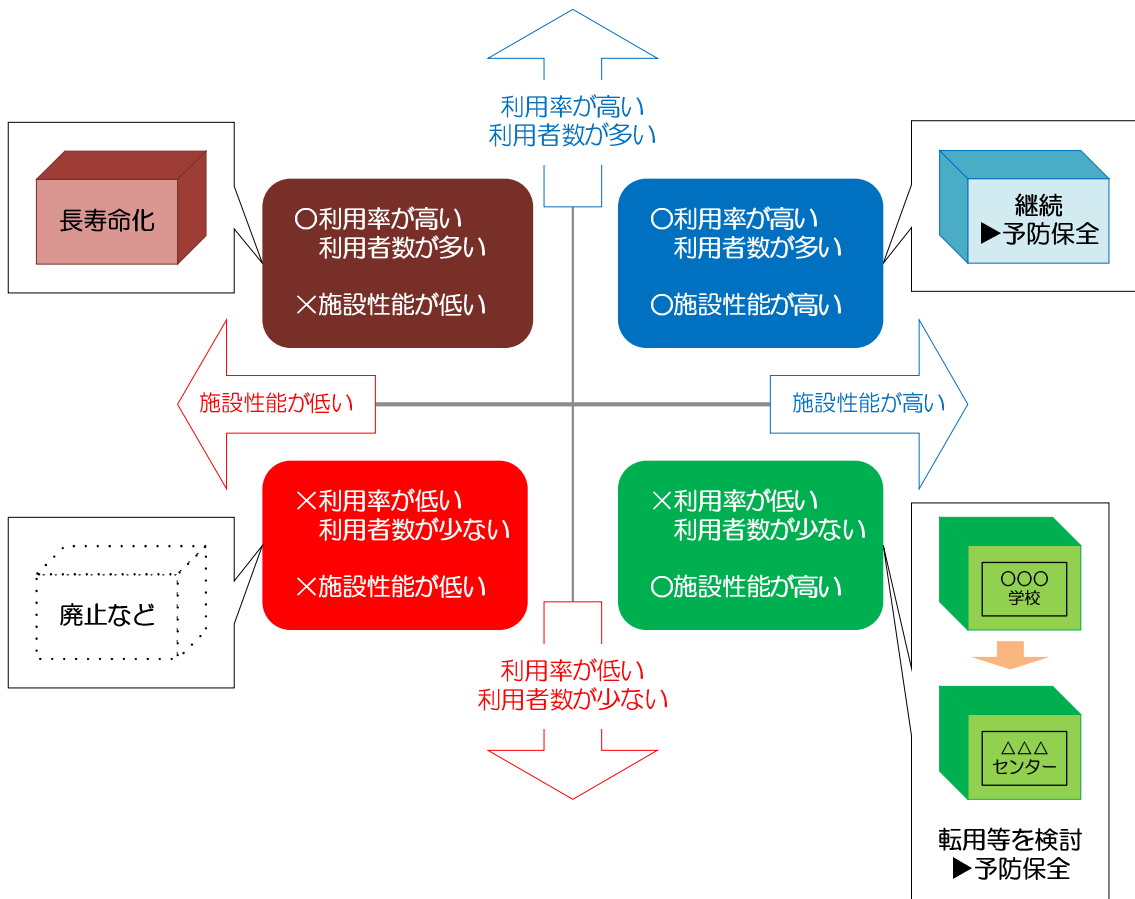 利用率が高い
利用者数が多い
長寿命化
〇利用率が高い
利用者数が多い
×施設性能が低い
〇利用率が高い
利用者数が多い
〇施設性能が高い
継続
▶予防保全
施設性能が低い
施設性能が高い
×利用率が低い
利用者数が少ない
×施設性能が低い
×利用率が低い
利用者数が少ない
〇施設性能が高い
廃止など
〇〇〇
学校
利用率が低い
利用者数が少ない
△△△
センター
転用等を検討
▶予防保全